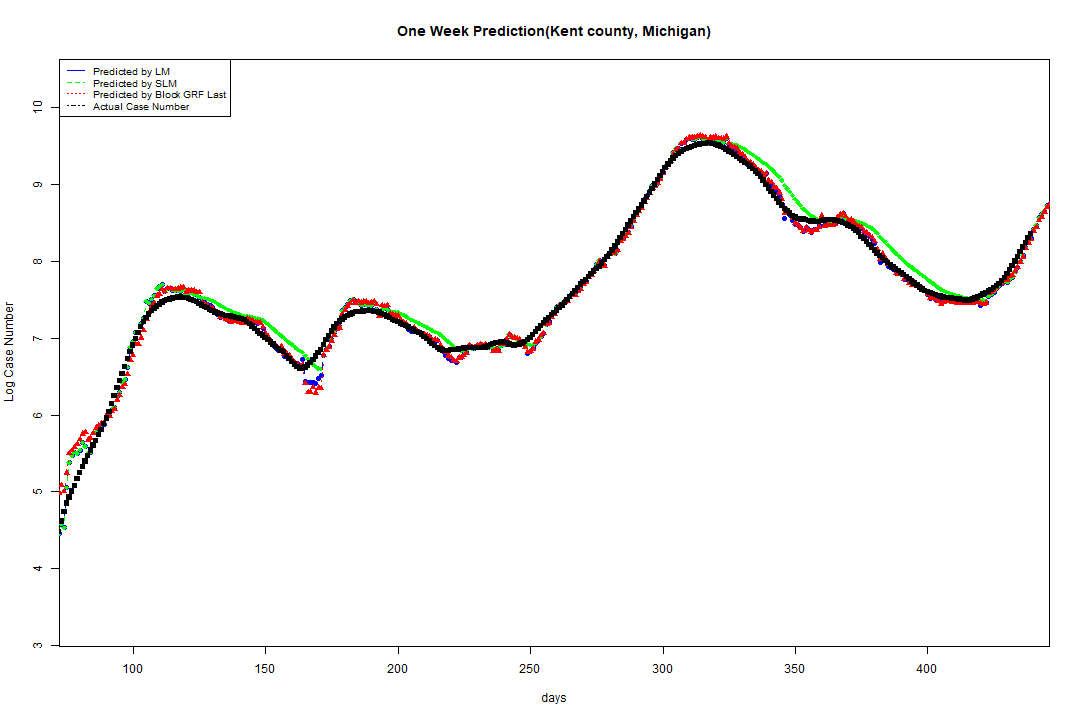 One Week Prediction(Kent county, Michigan)
Predicted by LM
Predicted by SLM
Predicted by Block GRF Last
Actual Case Number
10
9
8
7
6
5
4
3
Log Case Number
100 150 200 250 300 350 400
days